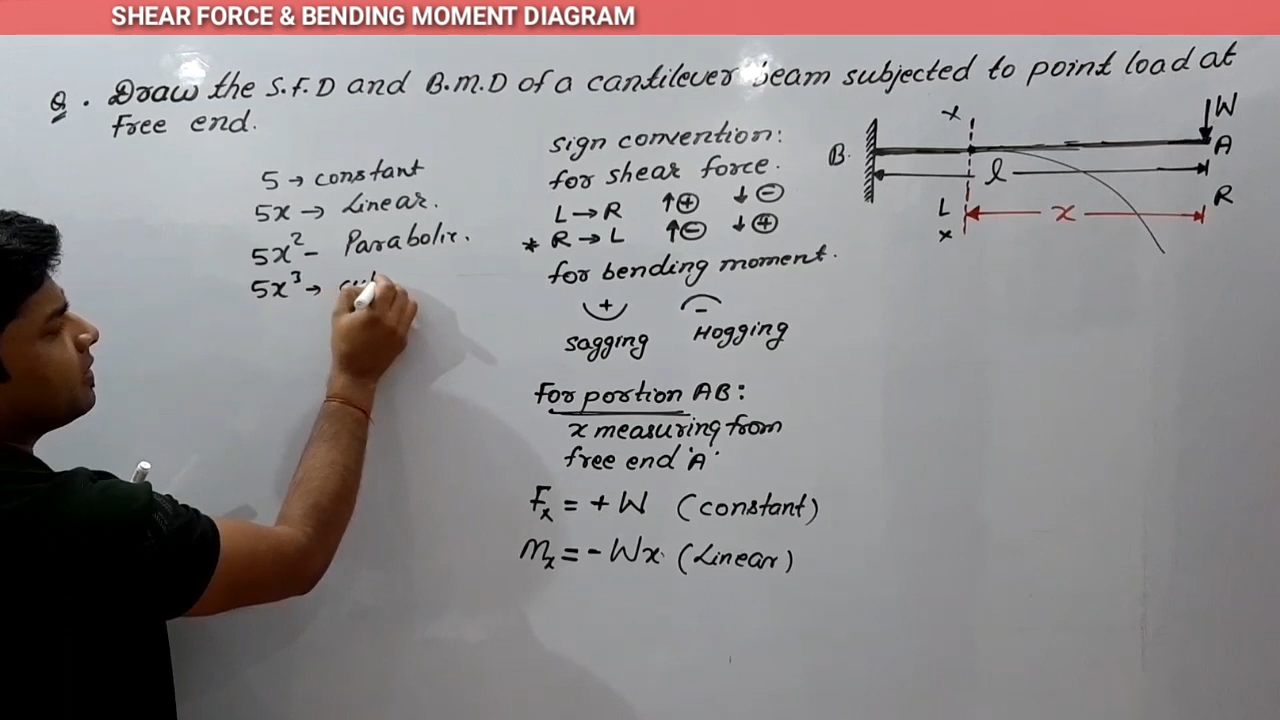 SHEAR FORCE & BENDING MOMENT DIAGRAM
Q. Draw the S.F.D and B.M.D of a cantilever beam subjected to point load at
free end.
5 → constant
5x → Linear.
5x² - Parabolic.
5x³ →
sign convention:
for shear force.
L → R ↑⊕ ↓⊖
* R → L ↑⊖ ↓⊕
for bending moment.
+ -
sagging Hogging
For portion AB:
x measuring from
free end 'A'
Fx = + W (constant)
Mx = - Wx. (Linear)
x W
B. A
l
L x R
x